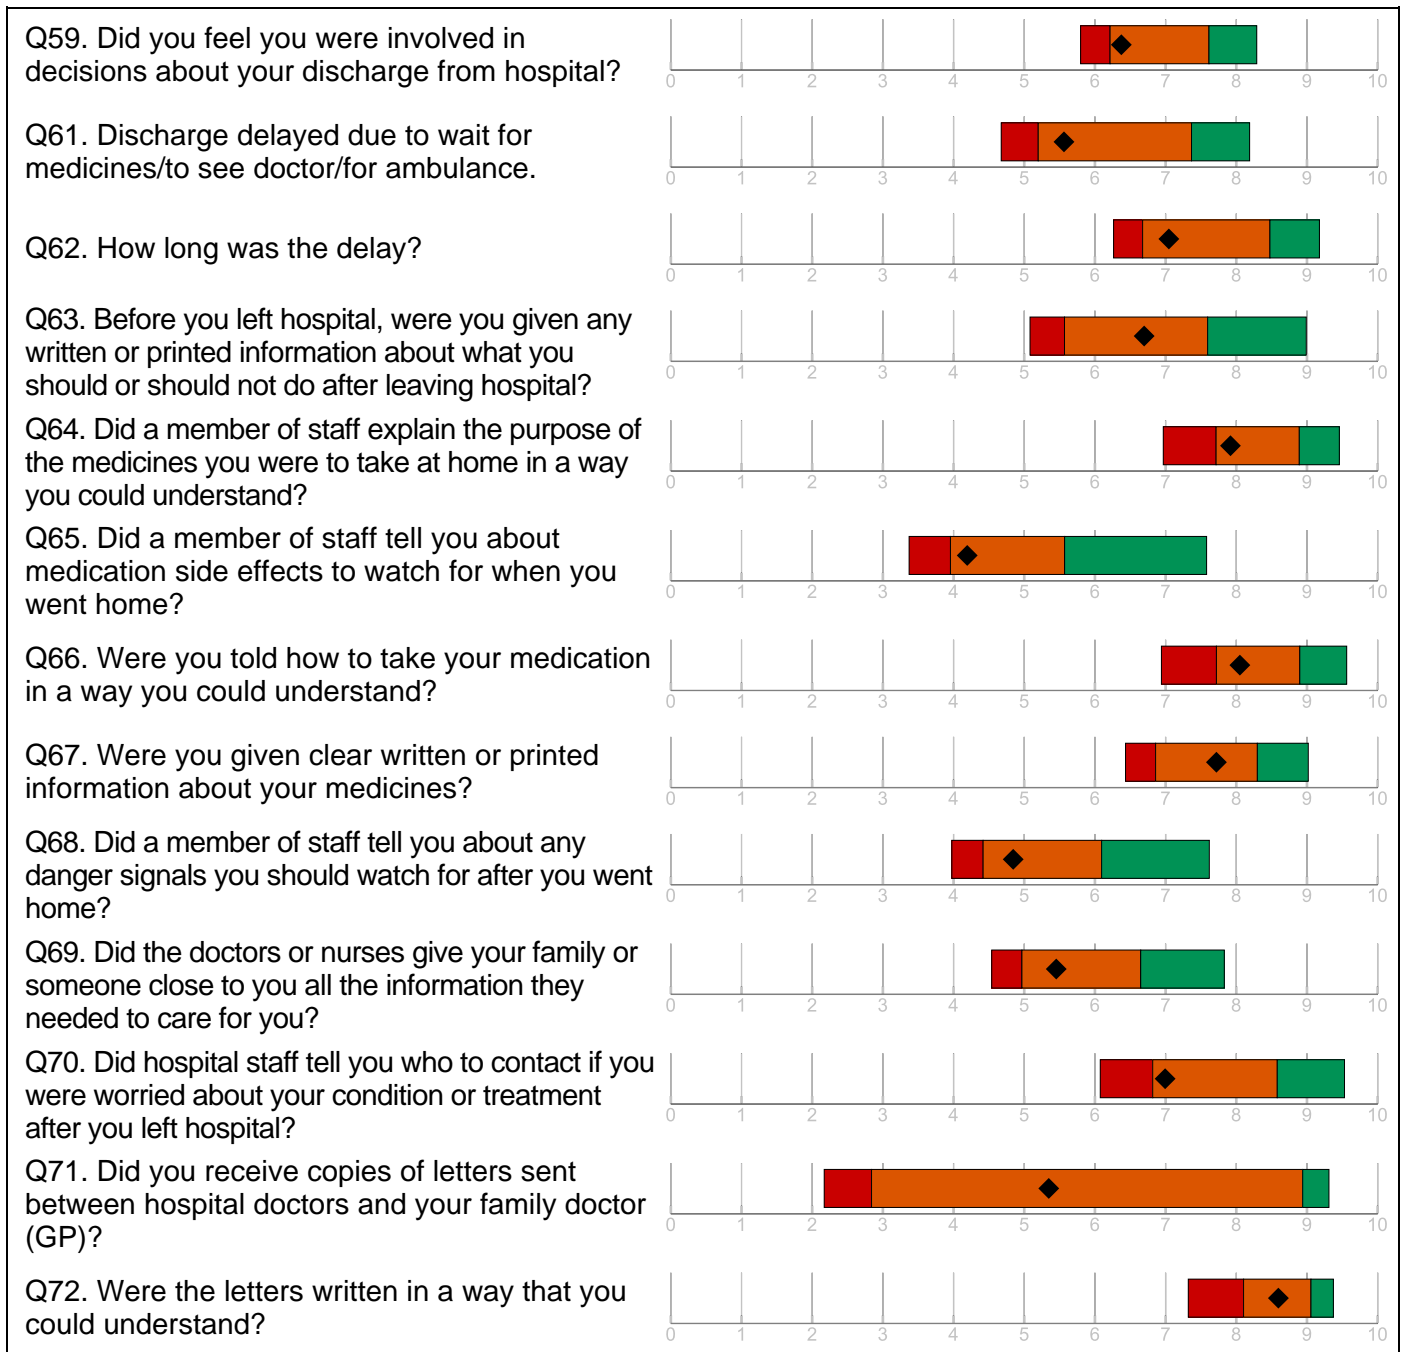 Q59. Did you feel you were involved in
decisions about your discharge from hospital?
0 1 2 3 4 5 6 7 8 9 10
Q61. Discharge delayed due to wait for
medicines/to see doctor/for ambulance.
0 1 2 3 4 5 6 7 8 9 10
Q62. How long was the delay?
0 1 2 3 4 5 6 7 8 9 10
Q63. Before you left hospital, were you given any
written or printed information about what you
should or should not do after leaving hospital?
0 1 2 3 4 5 6 7 8 9 10
Q64. Did a member of staff explain the purpose of
the medicines you were to take at home in a way
you could understand?
0 1 2 3 4 5 6 7 8 9 10
Q65. Did a member of staff tell you about
medication side effects to watch for when you
went home?
0 1 2 3 4 5 6 7 8 9 10
Q66. Were you told how to take your medication
in a way you could understand?
0 1 2 3 4 5 6 7 8 9 10
Q67. Were you given clear written or printed
information about your medicines?
0 1 2 3 4 5 6 7 8 9 10
Q68. Did a member of staff tell you about any
danger signals you should watch for after you went
home?
0 1 2 3 4 5 6 7 8 9 10
Q69. Did the doctors or nurses give your family or
someone close to you all the information they
needed to care for you?
0 1 2 3 4 5 6 7 8 9 10
Q70. Did hospital staff tell you who to contact if you
were worried about your condition or treatment
after you left hospital?
0 1 2 3 4 5 6 7 8 9 10
Q71. Did you receive copies of letters sent
between hospital doctors and your family doctor
(GP)?
0 1 2 3 4 5 6 7 8 9 10
Q72. Were the letters written in a way that you
could understand?
0 1 2 3 4 5 6 7 8 9 10